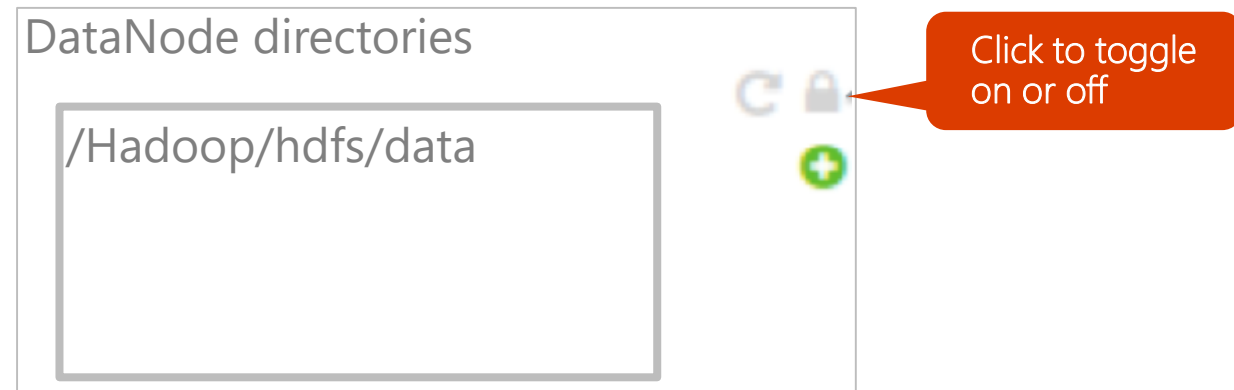 DataNode directories
Click to toggle
on or off
/Hadoop/hdfs/data